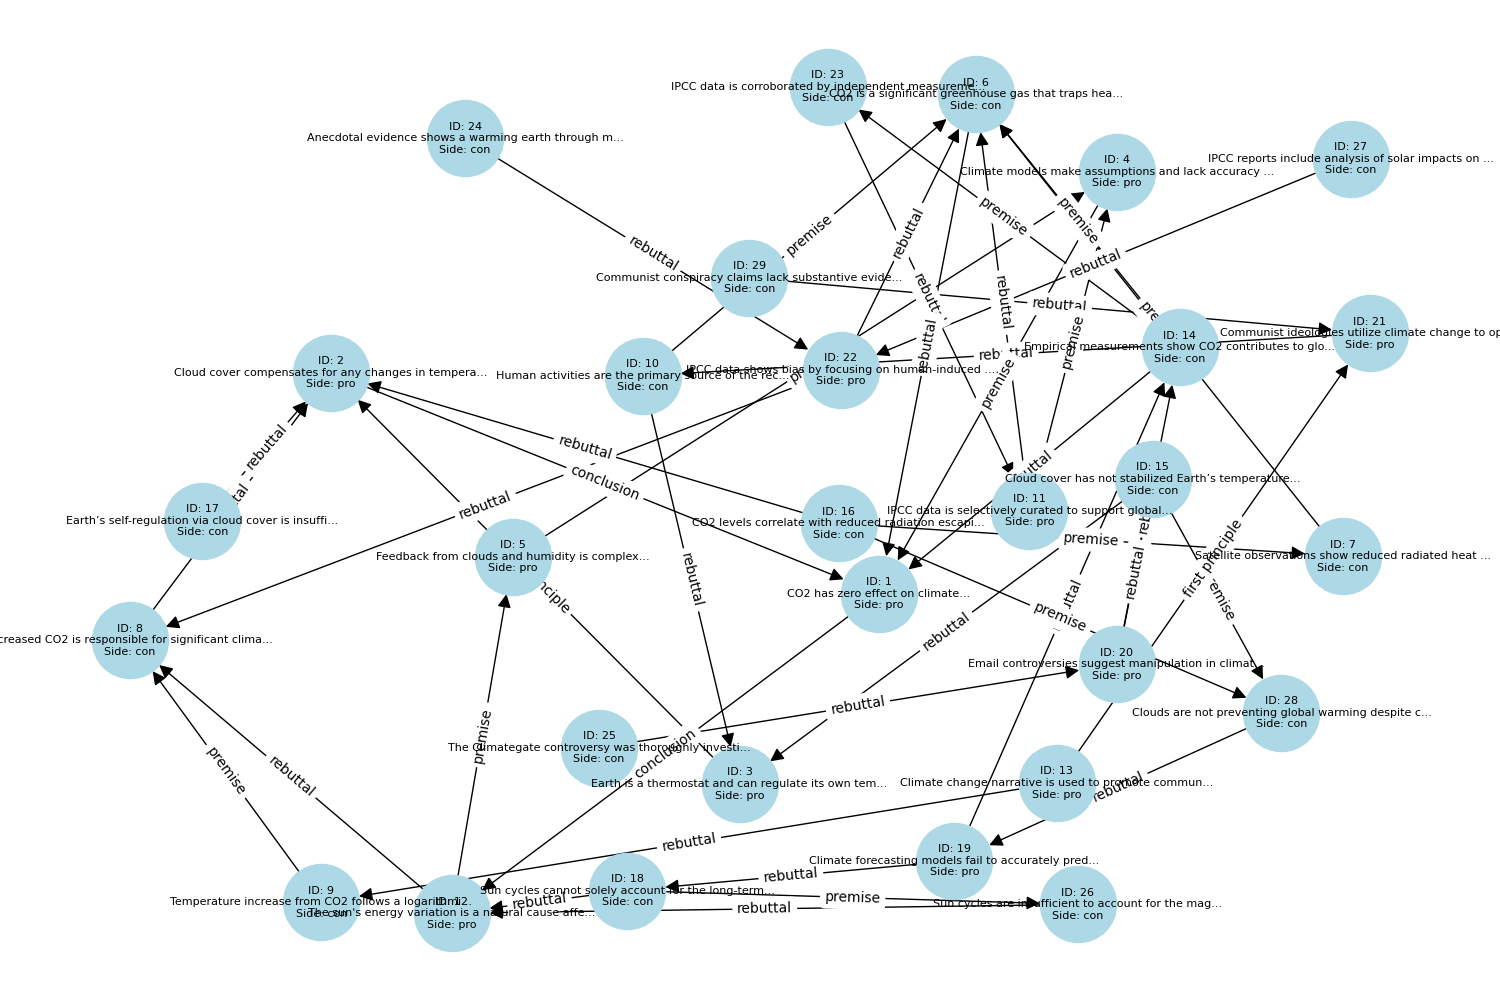 ID: 23
IPCC data is corroborated by independent measureme...
Side: con
ID: 6
CO2 is a significant greenhouse gas that traps hea...
Side: con
ID: 24
Anecdotal evidence shows a warming earth through m...
Side: con
ID: 4
Climate models make assumptions and lack accuracy ...
Side: pro
ID: 27
IPCC reports include analysis of solar impacts on ...
Side: con
premise
premise
premise
rebuttal
rebuttal
rebuttal
ID: 29
Communist conspiracy claims lack substantive evide...
Side: con
rebuttal
rebuttal
rebuttal
ID: 21
Communist ideologies utilize climate change to op
Side: pro
ID: 14
Empirical measurements show CO2 contributes to glo...
Side: con
rebuttal
premise
rebuttal
ID: 2
Cloud cover compensates for any changes in tempera...
Side: pro
ID: 10
Human activities are the primary source of the rec...
Side: con
ID: 22
IPCC data shows bias by focusing on human-induced ....
Side: pro
premise
rebuttal
rebuttal
conclusion
ID: 15
Cloud cover has not stabilized Earth’s temperature...
Side: con
rebuttal
ID: 17
Earth’s self-regulation via cloud cover is insuffi...
Side: con
ID: 16
CO2 levels correlate with reduced radiation escapi...
Side: con
ID: 11
IPCC data is selectively curated to support global...
Side: pro
premise
ID: 5
Feedback from clouds and humidity is complex...
Side: pro
ID: 7
Satellite observations show reduced radiated heat ...
Side: con
first principle
rebuttal
rebuttal
ID: 1
CO2 has zero effect on climate...
Side: pro
premise
rebuttal
ID: 8
creased CO2 is responsible for significant clima...
Side: con
ID: 20
Email controversies suggest manipulation in climat
Side: pro
rebuttal
ID: 28
Clouds are not preventing global warming despite c...
Side: con
premise
ID: 25
The Climategate controversy was thoroughly investi...
Side: con
conclusion
premise
rebuttal
ID: 3
Earth is a thermostat and can regulate its own tem...
Side: pro
ID: 13
Climate change narrative is used to promote commun...
Side: pro
rebuttal
rebuttal
ID: 19
Climate forecasting models fail to accurately pred...
Side: pro
rebuttal
ID: 18
Sun cycles cannot solely account for the long-term...
Side: con
premise
rebuttal
rebuttal
ID: 9
Temperature increase from CO2 follows a logarithmi...
Side: con
ID: 12
The sun's energy variation is a natural cause affe...
Side: pro
ID: 26
Sun cycles are insufficient to account for the mag...
Side: con